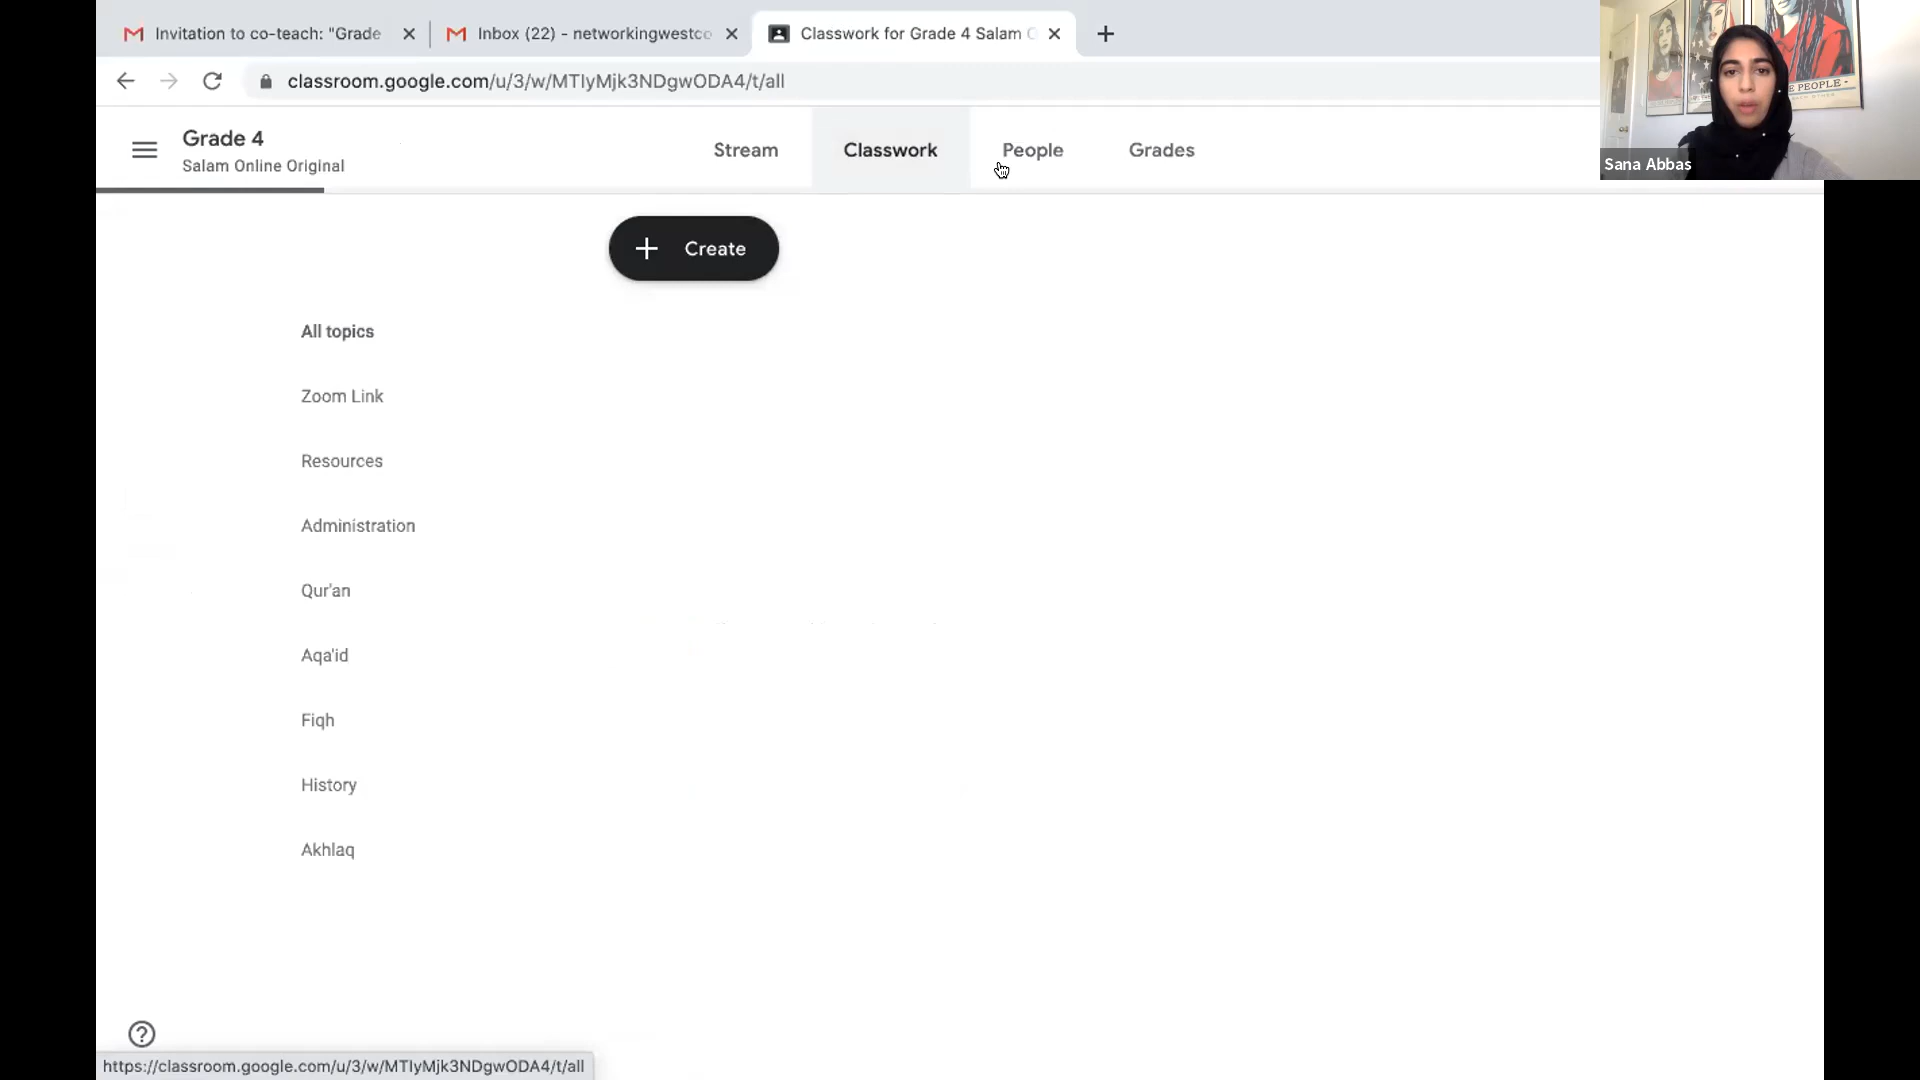 Invitation to co-teach: "Grade
Inbox (22) - networkingwestco
Classwork for Grade 4 Salam O
classroom.google.com/u/3/w/MTIyMjk3NDgwODA4/t/all
Grade 4
Salam Online Original
Stream
Classwork
People
Grades
E PEOPLE -
Sana Abbas
Create
All topics
Zoom Link
Resources
Administration
Qur'an
Aqa'id
Fiqh
History
Akhlaq
https://classroom.google.com/u/3/w/MTIyMjk3NDgwODA4/t/all